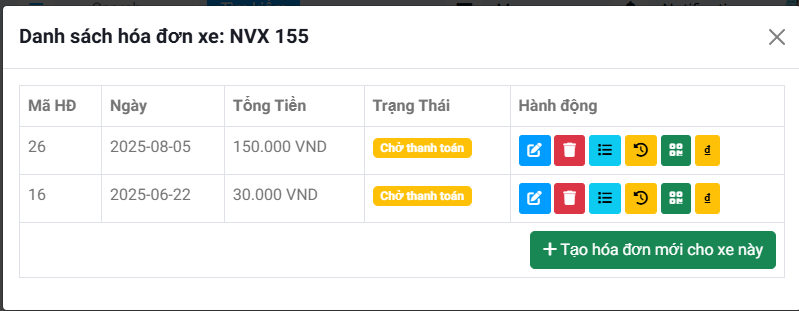 Danh sách hóa đơn xe: NVX 155
Mã HĐ Ngày Tổng Tiền Trạng Thái Hành động
26 2025-08-05 150.000 VND Chờ thanh toán đ
16 2025-06-22 30.000 VND Chờ thanh toán đ
+ Tạo hóa đơn mới cho xe này